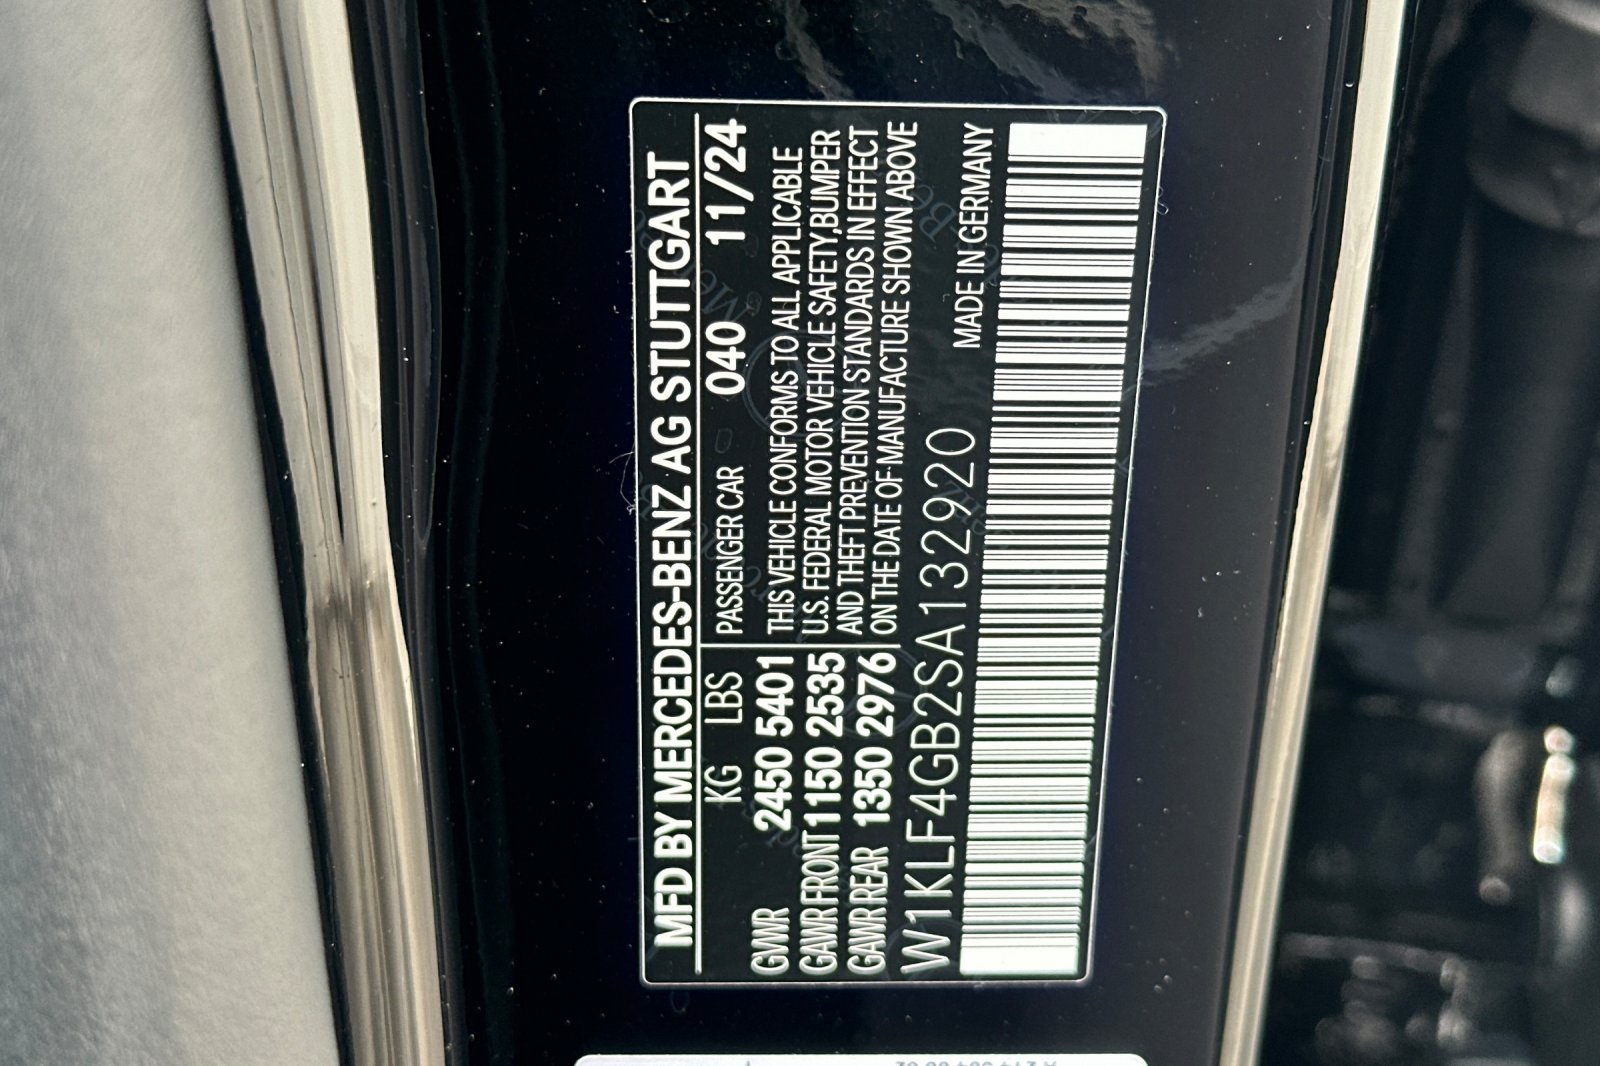 MFD BY MERCEDES-BENZ AG STUTTGART
KG LBS PASSENGER CAR 040 11/24
GVWR 2450 5401 THIS VEHICLE CONFORMS TO ALL APPLICABLE
GAWR FRONT 1150 2535 U.S. FEDERAL MOTOR VEHICLE SAFETY,BUMPER
AND THEFT PREVENTION STANDARDS IN EFFECT
GAWR REAR 1350 2976 ON THE DATE OF MANUFACTURE SHOWN ABOVE
W1KLF4GB2SA132920 MADE IN GERMANY